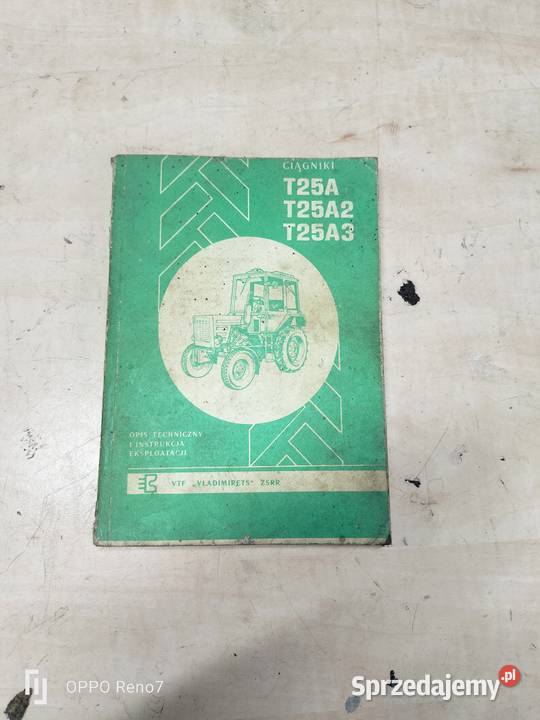 CIĄGNIKI
T25A
T25A2
T25A3
OPIS TECHNICZNY
I INSTRUKCJA
EKSPLOATACJI
VTF „VLADIMIRETS" ZSRR
OPPO Reno7
Sprzedajemy.pl